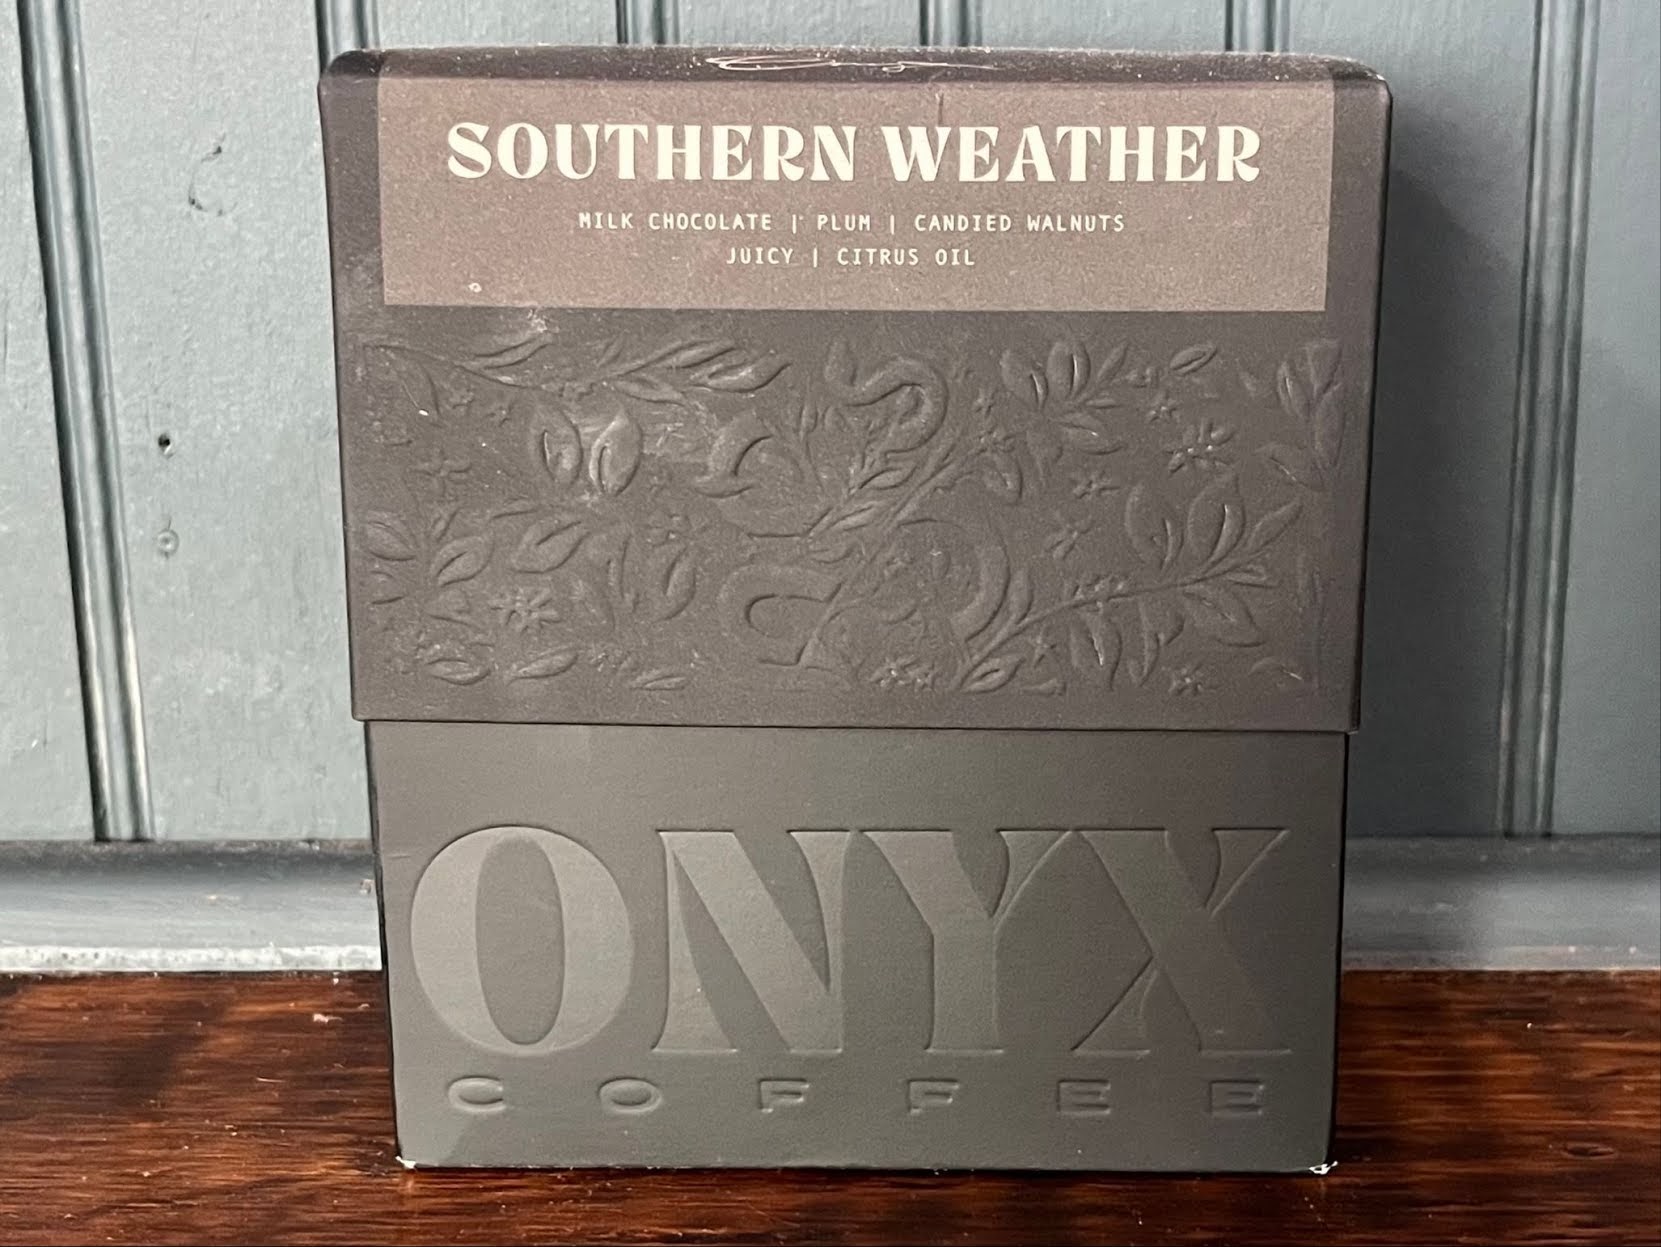 SOUTHERN WEATHER
MILK CHOCOLATE | PLUM | CANDIED WALNUTS
JUICY | CITRUS OIL
ONYX
COFFEE